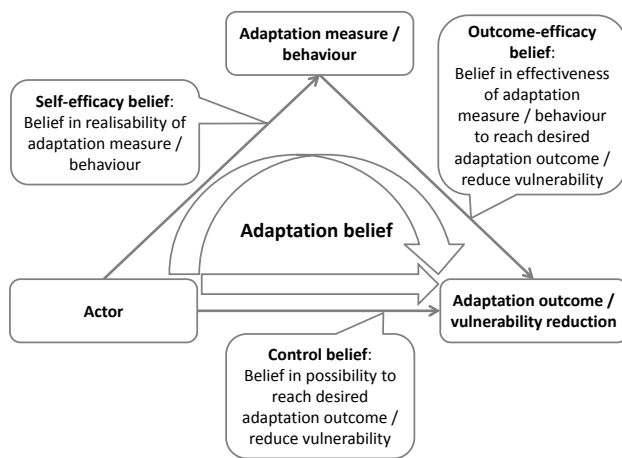 Adaptation measure /
behaviour
Outcome-efficacy
belief:
Belief in effectiveness
of adaptation
measure / behaviour
to reach desired
adaptation outcome /
reduce vulnerability
Self-efficacy belief:
Belief in realisability of
adaptation measure /
behaviour
Adaptation belief
Actor
Adaptation outcome /
vulnerability reduction
Control belief:
Belief in possibility to
reach desired
adaptation outcome /
reduce vulnerability